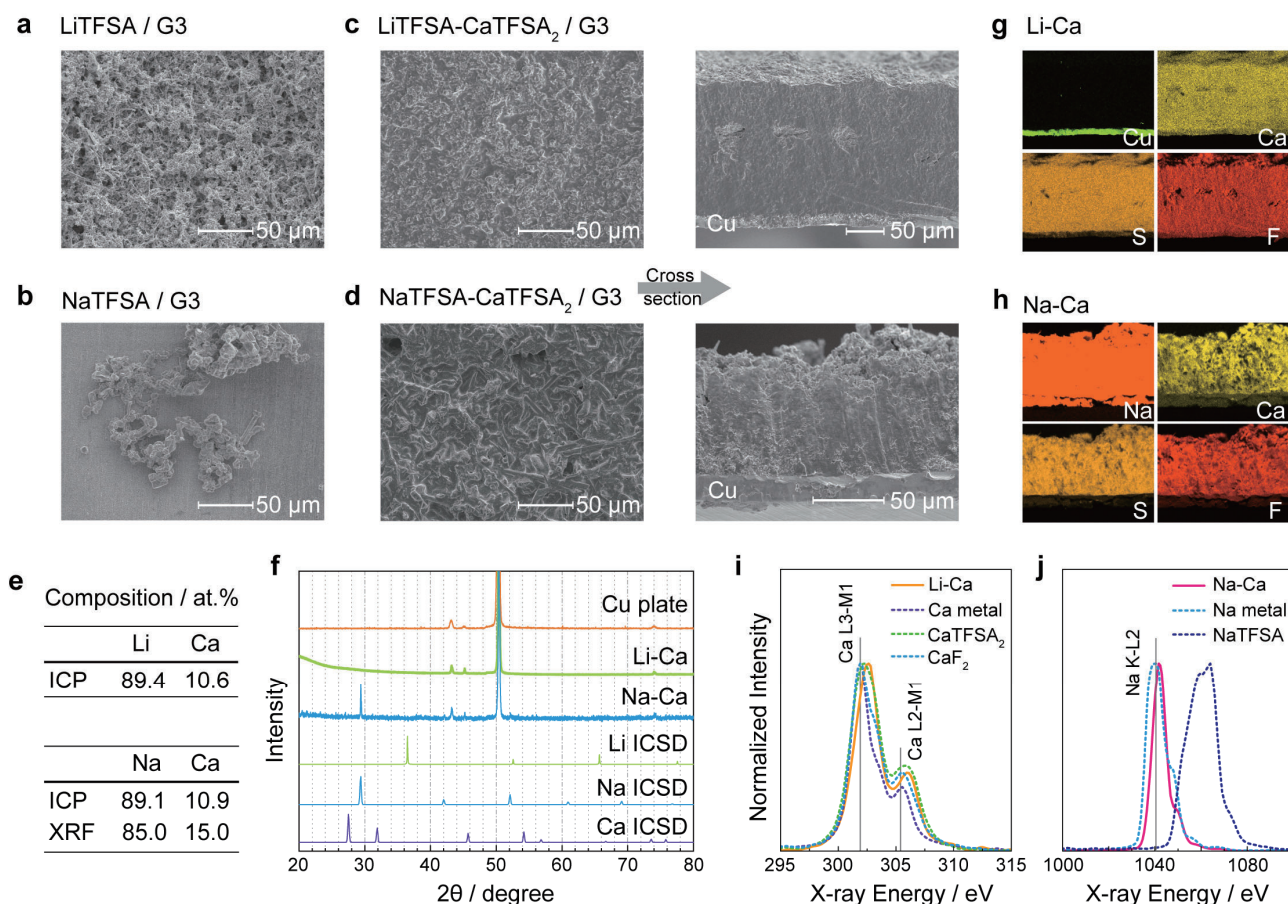 a LiTFSA / G3
50 µm
c LiTFSA-CaTFSA₂ / G3
50 µm
Cu
50 µm
g Li-Ca
Cu
Ca
S
F
b NaTFSA / G3
50 µm
d NaTFSA-CaTFSA₂ / G3
Cross
section
50 µm
Cu
50 µm
h Na-Ca
Na
Ca
S
F
e
Composition / at.%
Li Ca
ICP 89.4 10.6
Na Ca
ICP 89.1 10.9
XRF 85.0 15.0
f
Cu plate
Li-Ca
Na-Ca
Li ICSD
Na ICSD
Ca ICSD
Intensity
20 30 40 50 60 70 80
2θ / degree
i
Ca L3-M1
Ca L2-M1
Li-Ca
Ca metal
CaTFSA₂
CaF₂
Normalized Intensity
295 300 305 310 315
X-ray Energy / eV
j
Na K-L2
Na-Ca
Na metal
NaTFSA
1000 1040 1080
X-ray Energy / eV